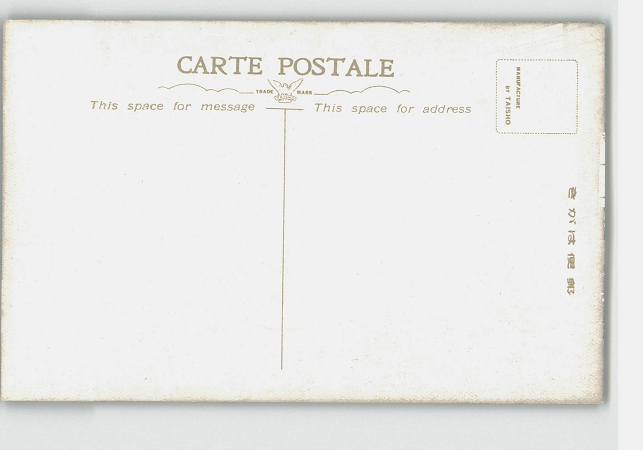 CARTE POSTALE
TRADE MARK
This space for message
This space for address
MANUFACTURE
BY TAISHO
きがは便郵